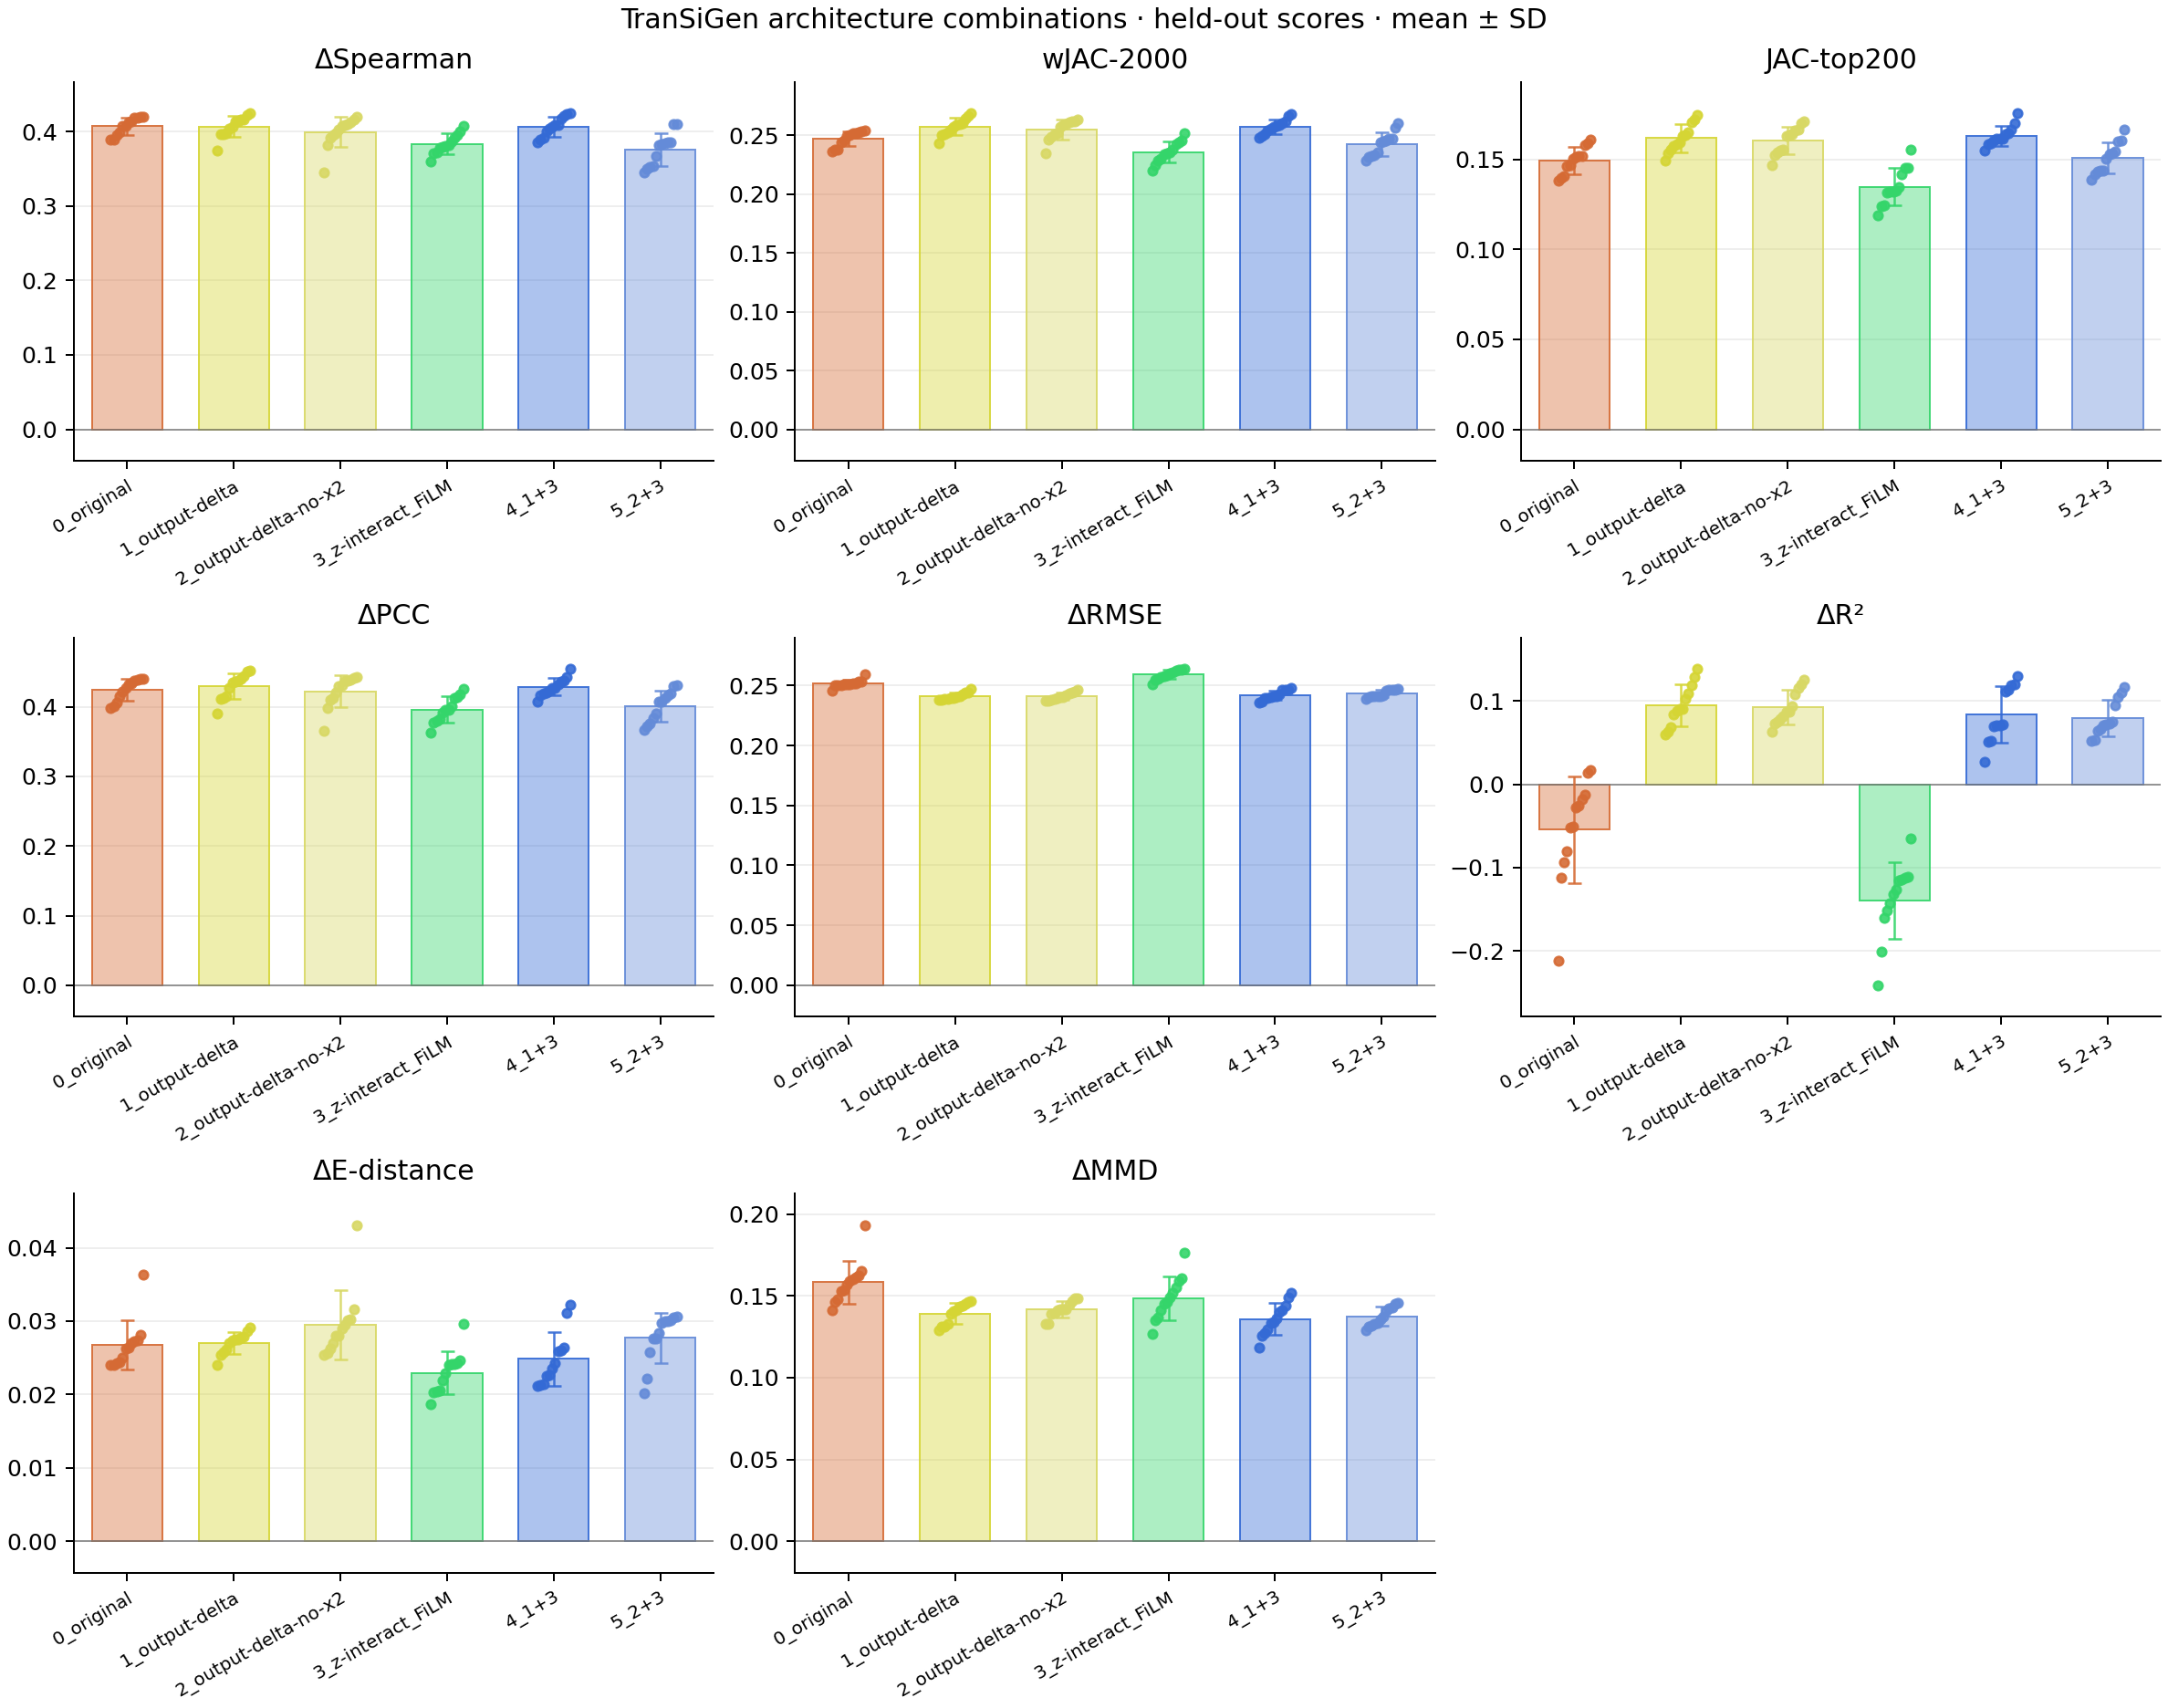 TranSiGen architecture combinations · held-out scores · mean ± SD
ΔSpearman
0.4
0.3
0.2
0.1
0.0
0_original
1_output-delta
2_output-delta-no-x2
3_z-interact_FiLM
4_1+3
5_2+3
wJAC-2000
0.25
0.20
0.15
0.10
0.05
0.00
0_original
1_output-delta
2_output-delta-no-x2
3_z-interact_FiLM
4_1+3
5_2+3
JAC-top200
0.15
0.10
0.05
0.00
0_original
1_output-delta
2_output-delta-no-x2
3_z-interact_FiLM
4_1+3
5_2+3
ΔPCC
0.4
0.3
0.2
0.1
0.0
0_original
1_output-delta
2_output-delta-no-x2
3_z-interact_FiLM
4_1+3
5_2+3
ΔRMSE
0.25
0.20
0.15
0.10
0.05
0.00
0_original
1_output-delta
2_output-delta-no-x2
3_z-interact_FiLM
4_1+3
5_2+3
ΔR²
0.1
0.0
−0.1
−0.2
0_original
1_output-delta
2_output-delta-no-x2
3_z-interact_FiLM
4_1+3
5_2+3
ΔE-distance
0.04
0.03
0.02
0.01
0.00
0_original
1_output-delta
2_output-delta-no-x2
3_z-interact_FiLM
4_1+3
5_2+3
ΔMMD
0.20
0.15
0.10
0.05
0.00
0_original
1_output-delta
2_output-delta-no-x2
3_z-interact_FiLM
4_1+3
5_2+3